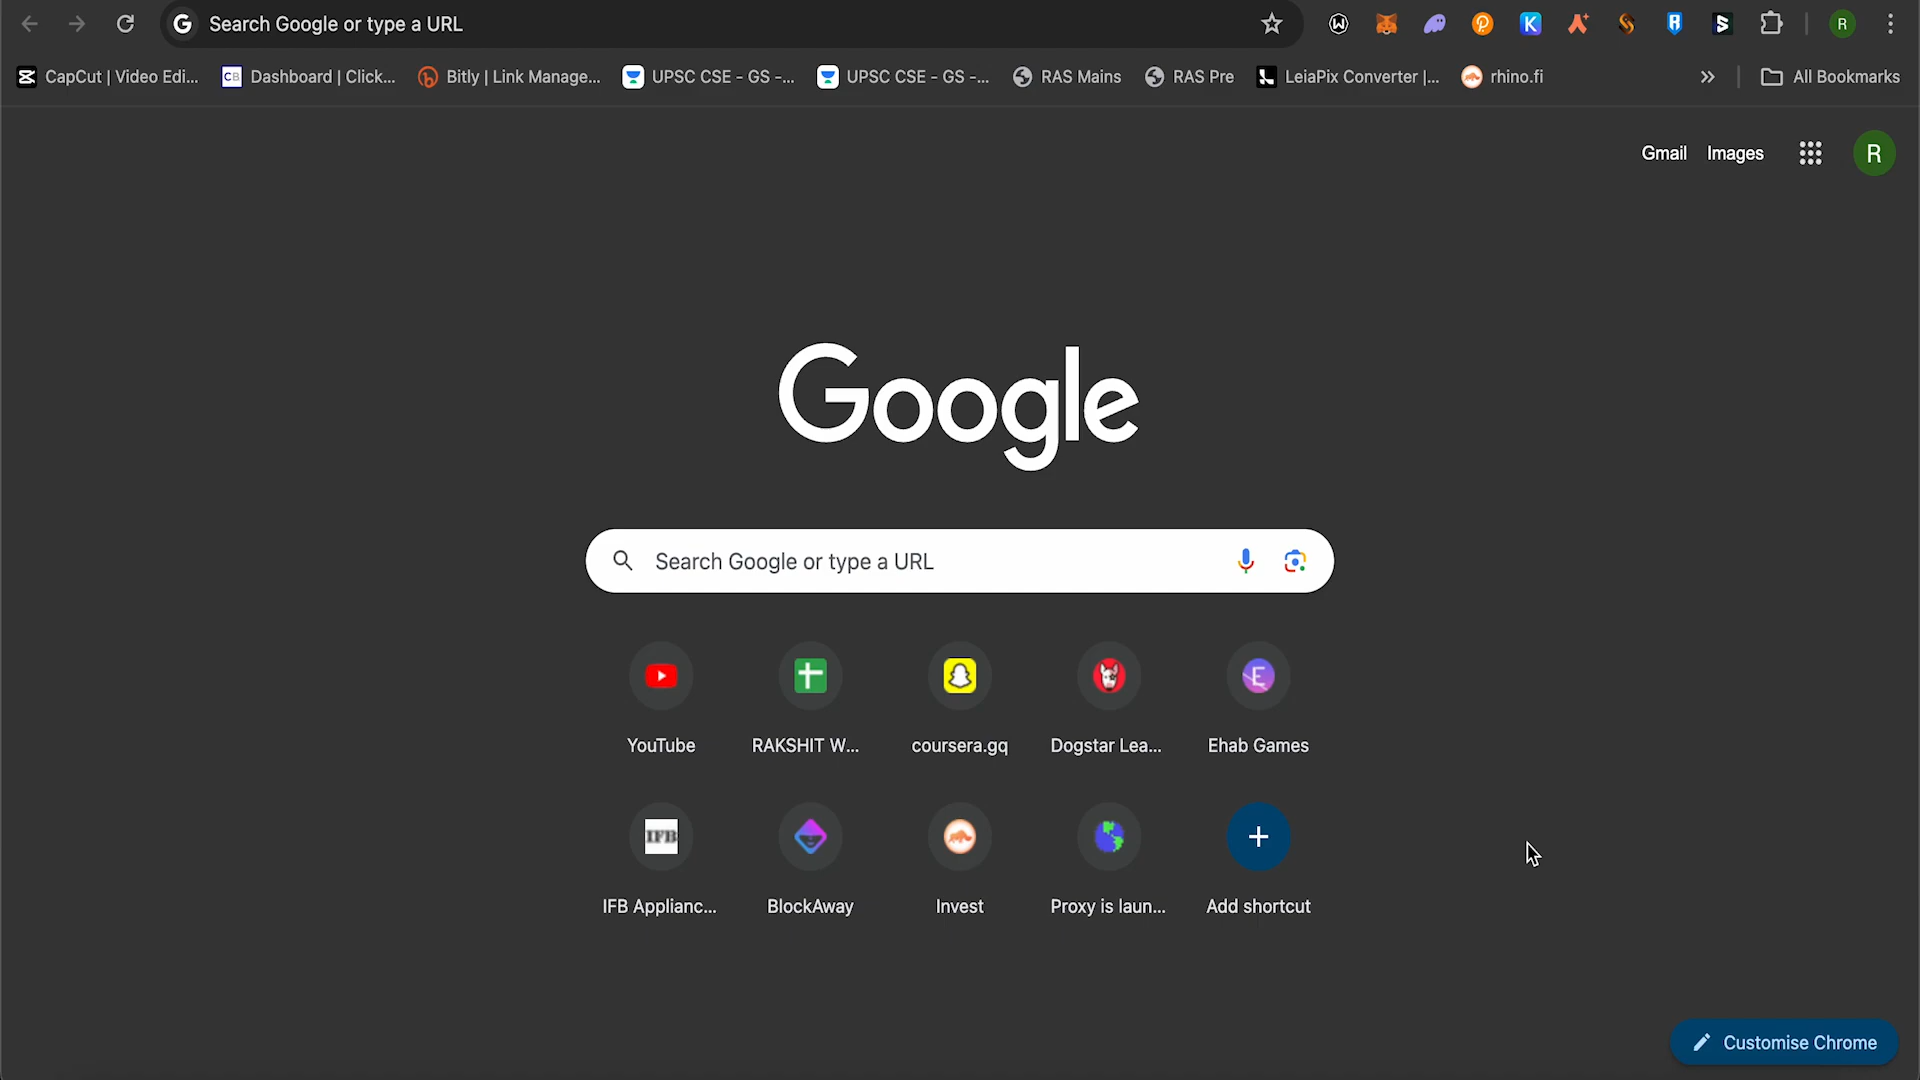 Search Google or type a URL
R
CapCut | Video Edi...
CB
Dashboard | Click...
Bitly | Link Manage...
UPSC CSE - GS -...
UPSC CSE - GS -...
RAS Mains
RAS Pre
LeiaPix Converter |...
rhino.fi
All Bookmarks
Gmail
Images
R
Google
Search Google or type a URL
YouTube
RAKSHIT W...
coursera.gq
Dogstar Lea...
E
Ehab Games
IFB
IFB Applianc...
BlockAway
Invest
Proxy is laun...
Add shortcut
Customise Chrome